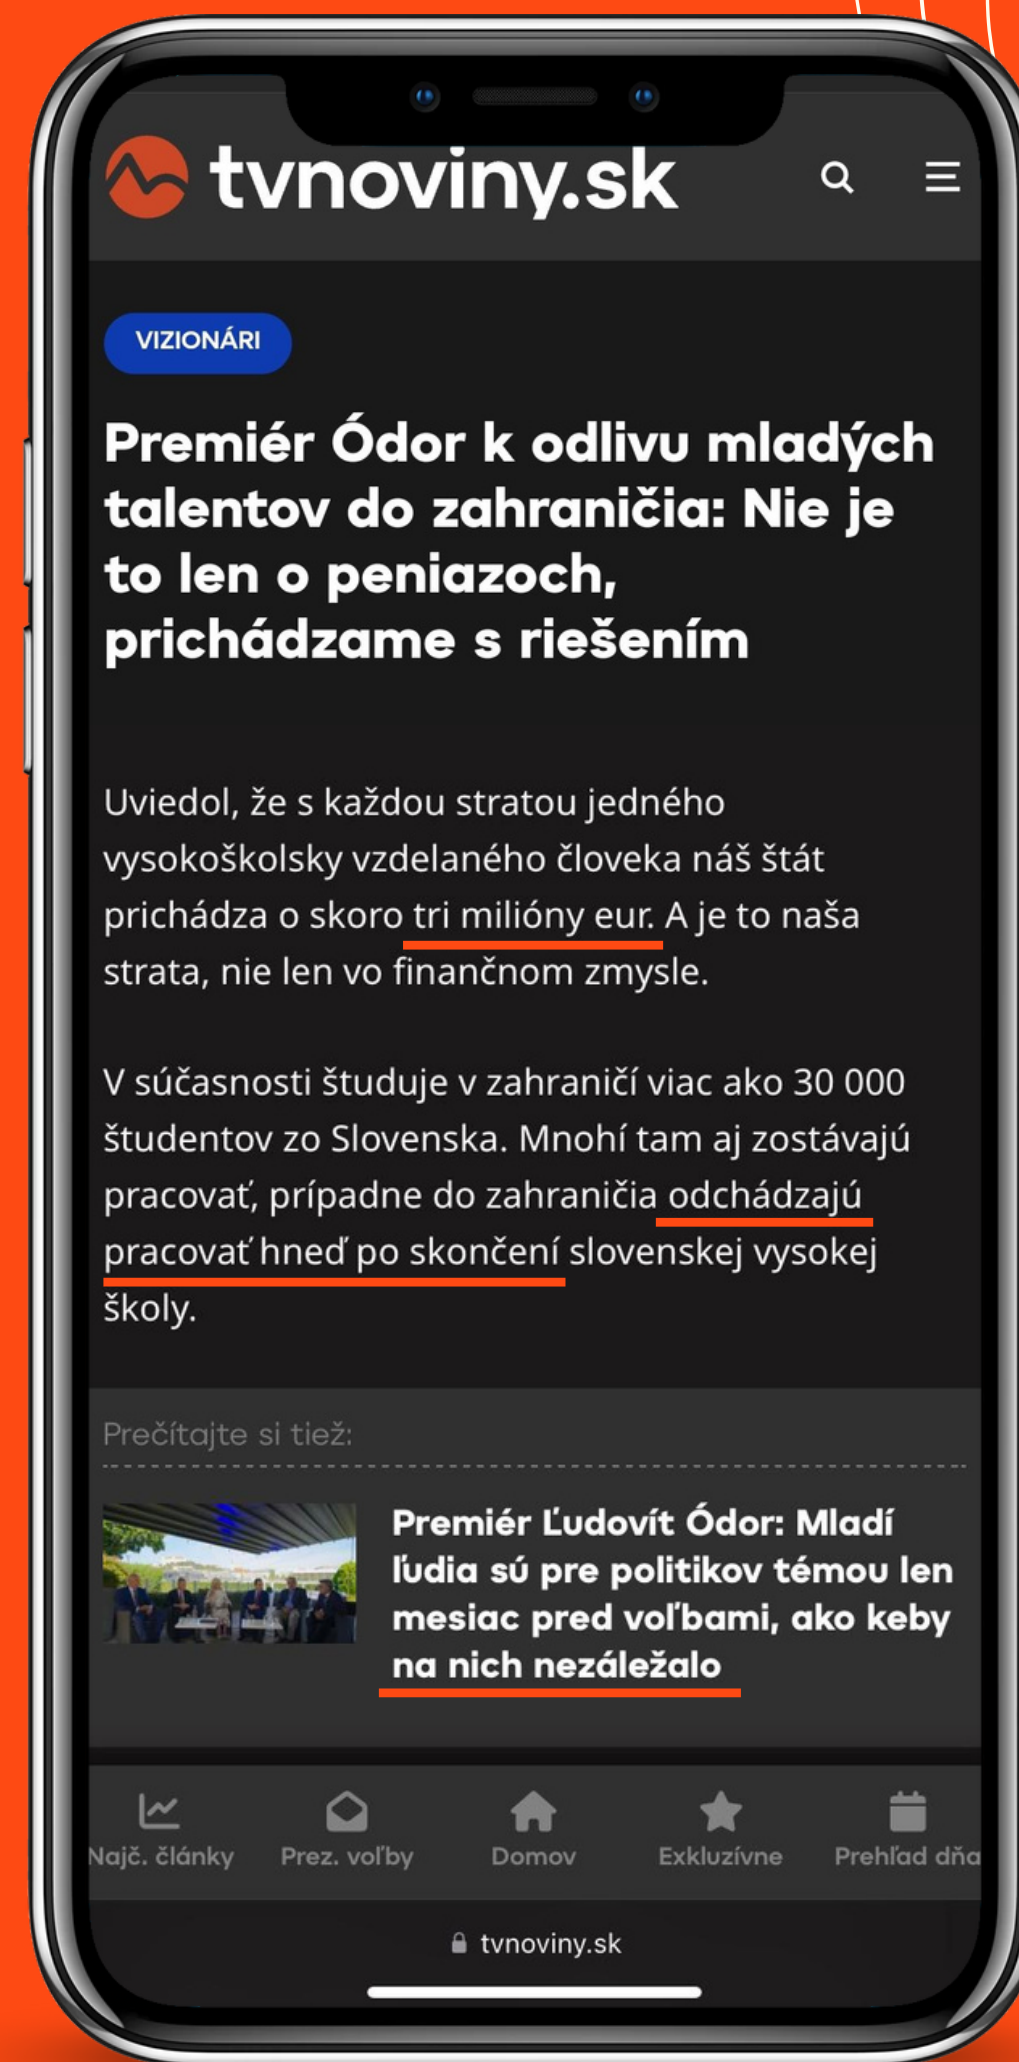 tvnoviny.sk
VIZIONÁRI
Premiér Ódor k odlivu mladých
talentov do zahraničia: Nie je
to len o peniazoch,
prichádzame s riešením
Uviedol, že s každou stratou jedného
vysokoškolsky vzdelaného človeka náš štát
prichádza o skoro tri milióny eur. A je to naša
strata, nie len vo finančnom zmysle.
V súčasnosti študuje v zahraničí viac ako 30 000
študentov zo Slovenska. Mnohí tam aj zostávajú
pracovať, prípadne do zahraničia odchádzajú
pracovať hneď po skončení slovenskej vysokej
školy.
Prečítajte si tiež:
Premiér Ľudovít Ódor: Mladí
ľudia sú pre politikov témou len
mesiac pred voľbami, ako keby
na nich nezáležalo
Najč. články Prez. voľby Domov Exkluzívne Prehľad dňa
tvnoviny.sk